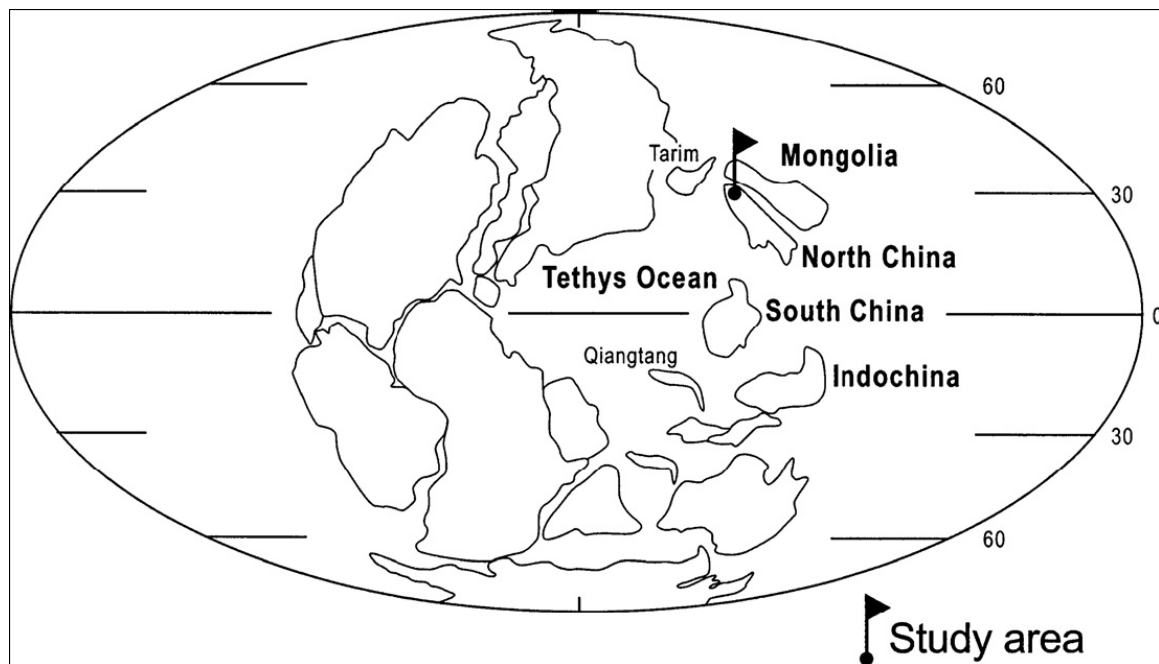 60
Tarim
Mongolia
30
North China
Tethys Ocean
South China
0
Qiangtang
Indochina
30
60
Study area